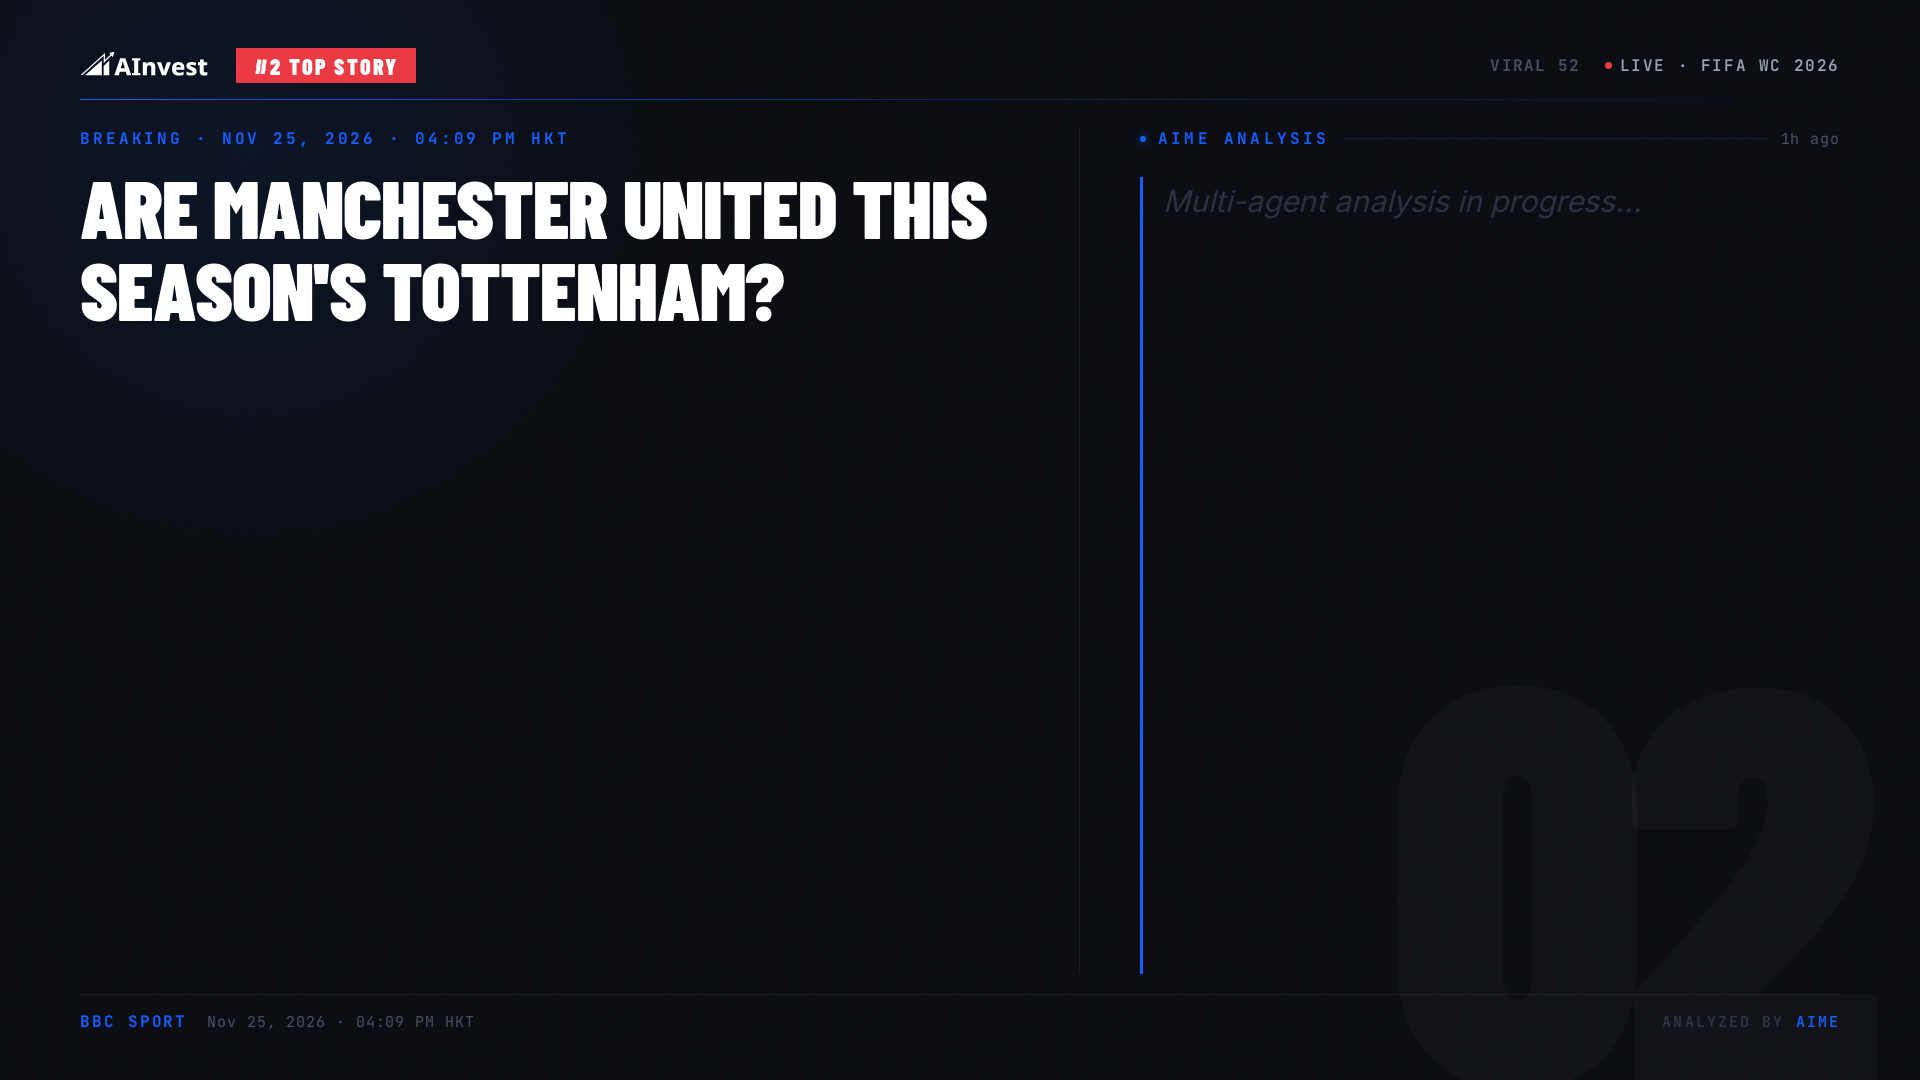 AInvest
#2 TOP STORY
VIRAL 52
LIVE · FIFA WC 2026
BREAKING · NOV 25, 2026 · 04:09 PM HKT
ARE MANCHESTER UNITED THIS
SEASON'S TOTTENHAM?
AIME ANALYSIS
1h ago
Multi-agent analysis in progress...
02
BBC SPORT
Nov 25, 2026 · 04:09 PM HKT
ANALYZED BY AIME